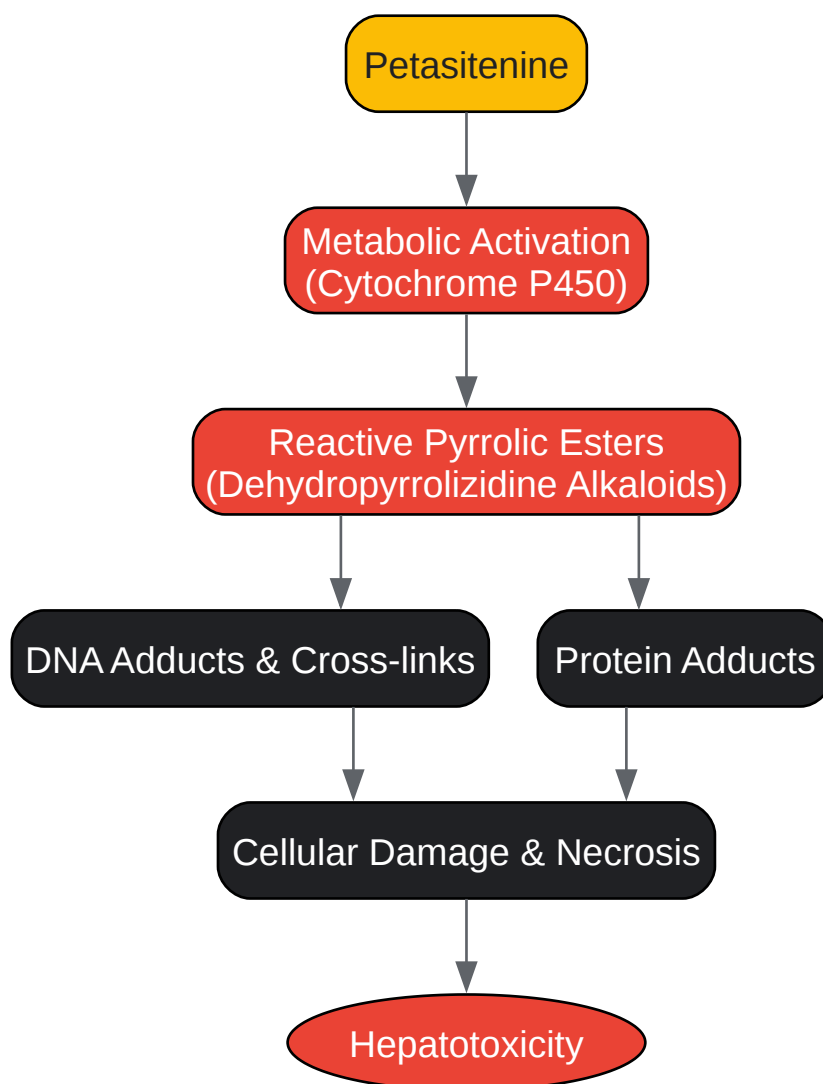 Petasitenine
Metabolic Activation
(Cytochrome P450)
Reactive Pyrrolic Esters
(Dehydropyrrolizidine Alkaloids)
DNA Adducts & Cross-links
Protein Adducts
Cellular Damage & Necrosis
Hepatotoxicity